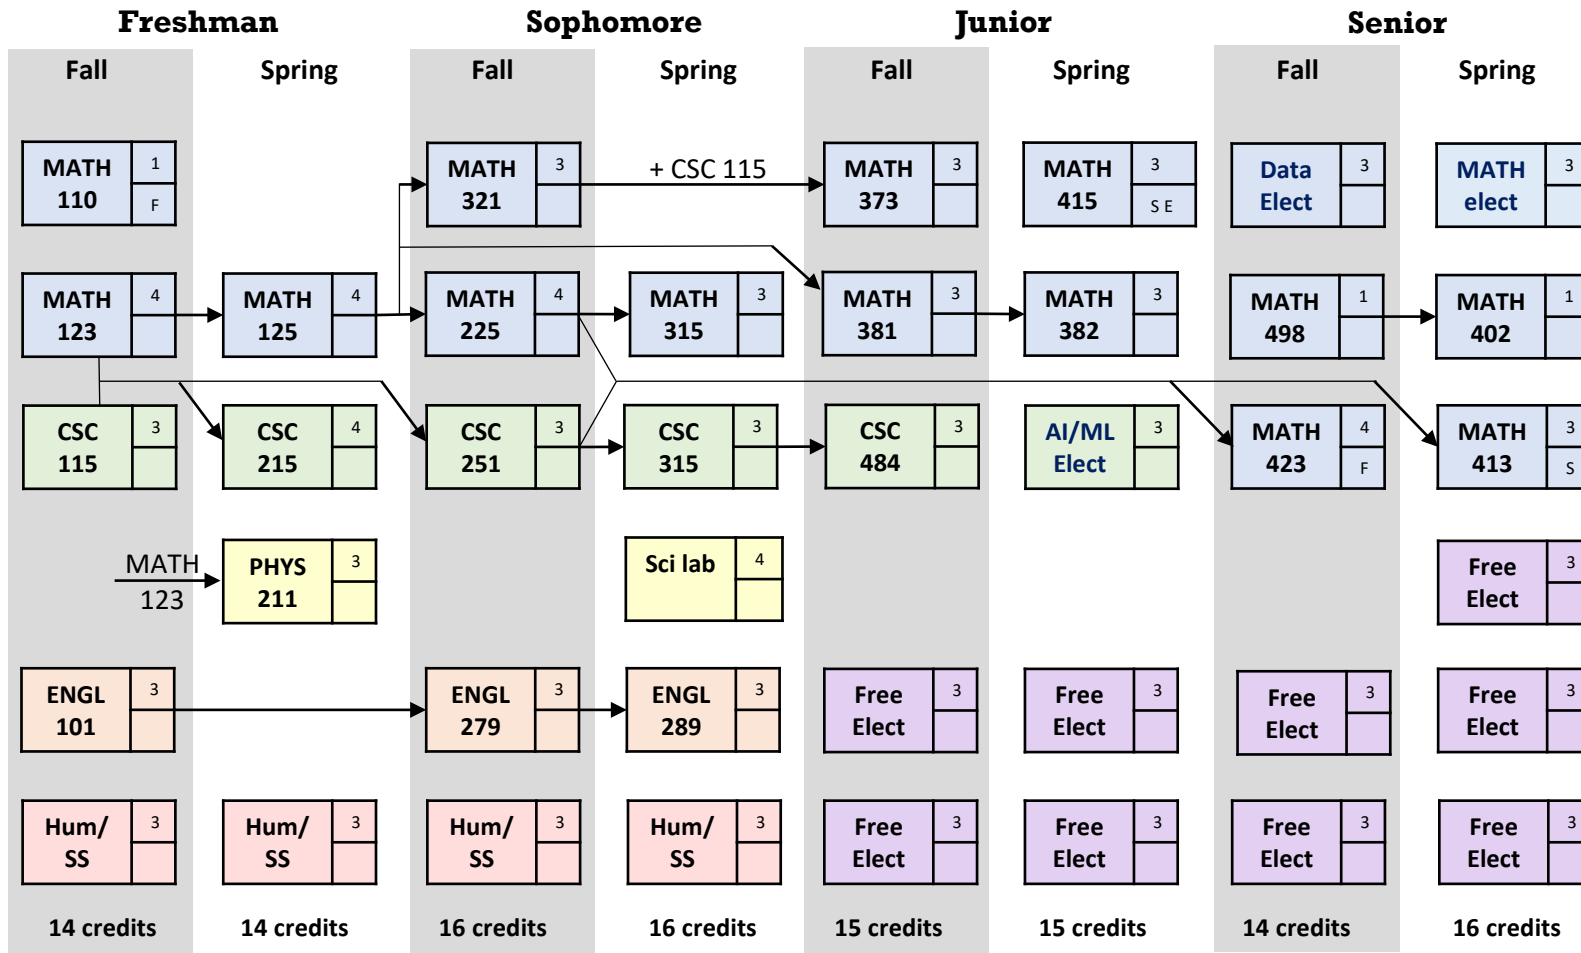 Freshman Sophomore Junior Senior
Fall Spring Fall Spring Fall Spring Fall Spring
MATH 1 MATH 3 + CSC 115 MATH 3 MATH 3 Data 3 MATH 3
110 F 321 373 415 S E Elect elect
MATH 4 MATH 4 MATH 4 MATH 3 MATH 3 MATH 3 MATH 1 MATH 1
123 125 225 315 381 382 498 402
CSC 3 CSC 4 CSC 3 CSC 3 CSC 3 AI/ML 3 MATH 4 MATH 3
115 215 251 315 484 Elect 423 F 413 S
MATH PHYS 3 Sci lab 4 Free 3
123 211 Elect
ENGL 3 ENGL 3 ENGL 3 Free 3 Free 3 Free 3 Free 3
101 279 289 Elect Elect Elect Elect
Hum/ 3 Hum/ 3 Hum/ 3 Hum/ 3 Free 3 Free 3 Free 3 Free 3
SS SS SS SS Elect Elect Elect Elect
14 credits 14 credits 16 credits 16 credits 15 credits 15 credits 14 credits 16 credits